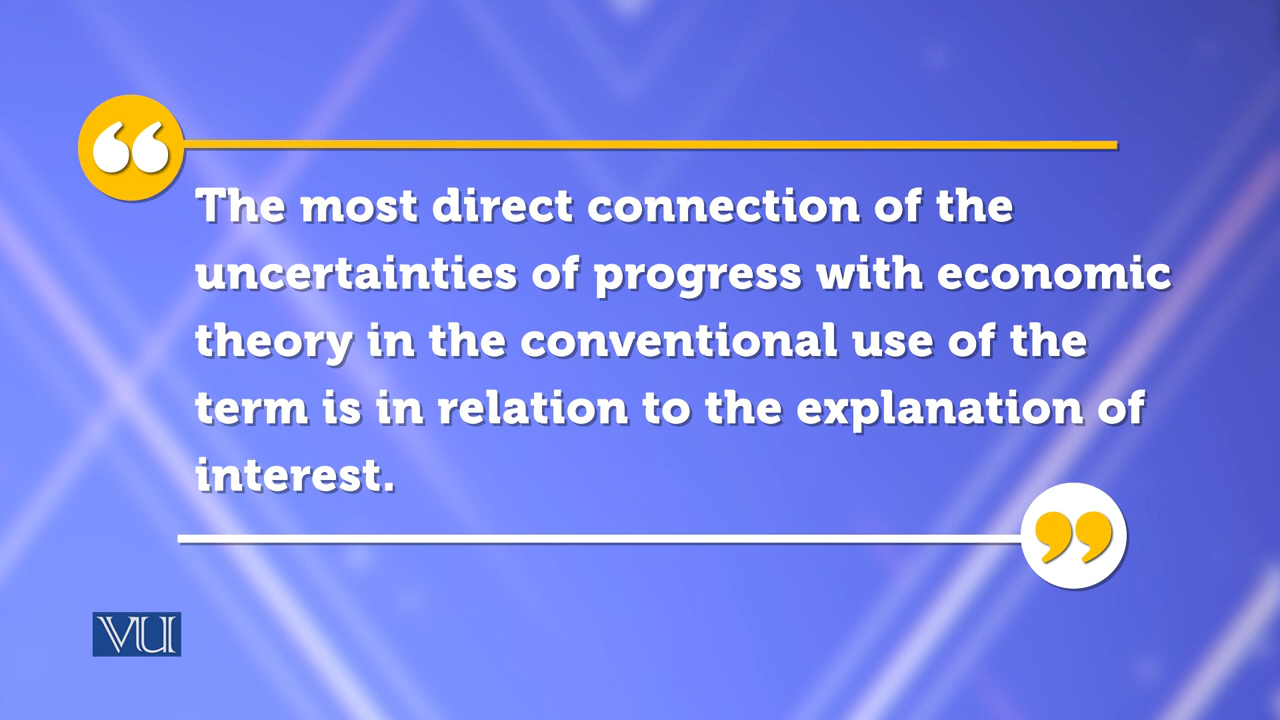 “
The most direct connection of the
uncertainties of progress with economic
theory in the conventional use of the
term is in relation to the explanation of
interest.
”
VU